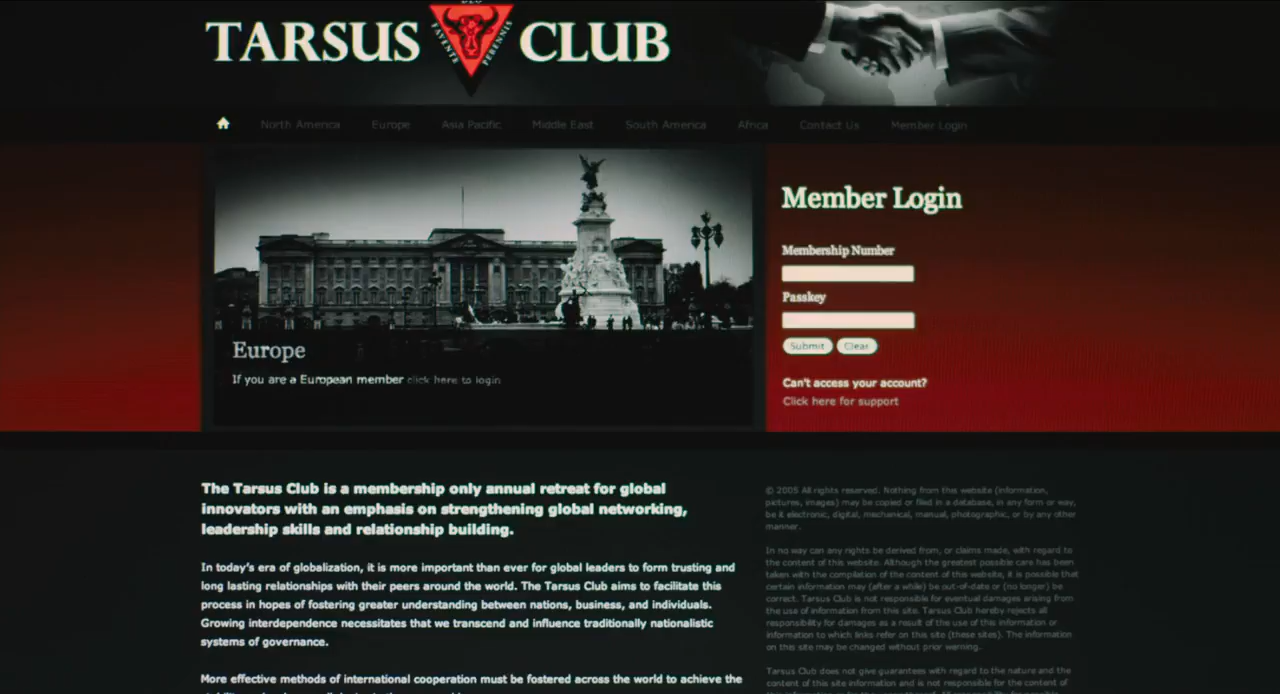 TARSUS CLUB
DEO
FAVENTE
PERENNIS
North America Europe Asia Pacific Middle East South America Africa Contact Us Member Login
Member Login
Membership Number
Passkey
Submit Clear
Can't access your account?
Click here for support
Europe
If you are a European member click here to login
The Tarsus Club is a membership only annual retreat for global
innovators with an emphasis on strengthening global networking,
leadership skills and relationship building.
In today's era of globalization, it is more important than ever for global leaders to form trusting and
long lasting relationships with their peers around the world. The Tarsus Club aims to facilitate this
process in hopes of fostering greater understanding between nations, business, and individuals.
Growing interdependence necessitates that we transcend and influence traditionally nationalistic
systems of governance.
More effective methods of international cooperation must be fostered across the world to achieve the
© 2005 All rights reserved. Nothing from this website (information,
pictures, images) may be copied or filed in a database, in any form or way,
be it electronic, digital, mechanical, manual, photographic, or by any other
manner.
In no way can any rights be derived from, or claims made, with regard to
the content of this website. Although the greatest possible care has been
taken with the compilation of the content of this website, it is possible that
certain information may (after a while) be out-of-date or (no longer) be
correct. Tarsus Club is not responsible for eventual damages arising from
the use of information from this site. Tarsus Club hereby rejects all
responsibility for damages as a result of the use of this information or
information to which links refer on this site (these sites). The information
on this site may be changed without prior warning.
Tarsus Club does not give guarantees with regard to the nature and the
content of this site information and is not responsible for the content of